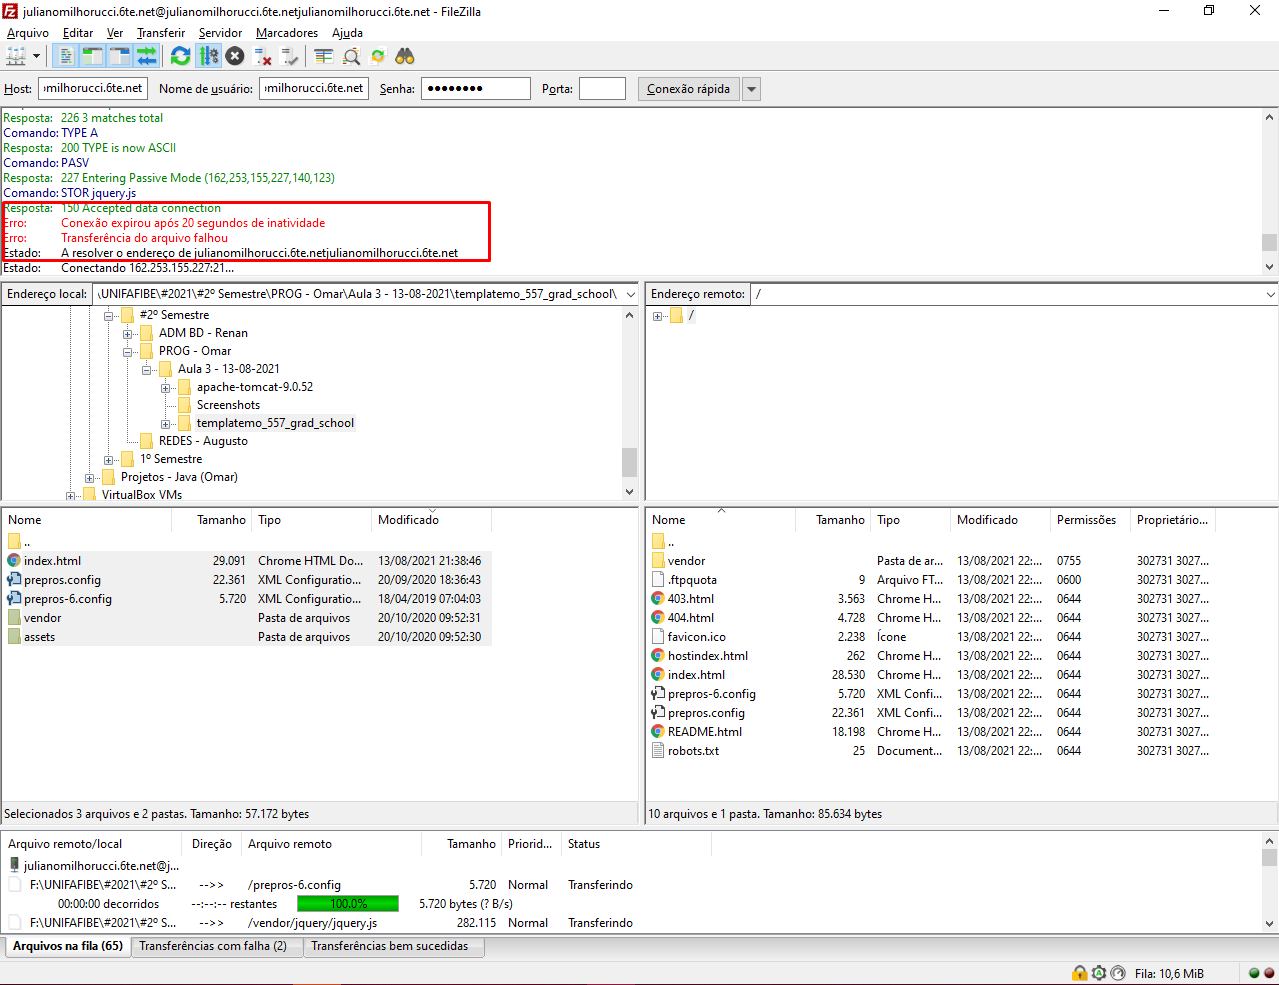 julianomilhorucci.6te.net@julianomilhorucci.6te.netjulianomilhorucci.6te.net - FileZilla
Arquivo Editar Ver Transferir Servidor Marcadores Ajuda
Host: milhorucci.6te.net Nome de usuário: milhorucci.6te.net Senha: ●●●●●●●● Porta: Conexão rápida
Resposta: 226 3 matches total
Comando: TYPE A
Resposta: 200 TYPE is now ASCII
Comando: PASV
Resposta: 227 Entering Passive Mode (162,253,155,227,140,123)
Comando: STOR jquery.js
Resposta: 150 Accepted data connection
Erro: Conexão expirou após 20 segundos de inatividade
Erro: Transferência do arquivo falhou
Estado: A resolver o endereço de julianomilhorucci.6te.netjulianomilhorucci.6te.net
Estado: Conectando 162.253.155.227:21...
Endereço local: \UNIFAFIBE\#2021\#2º Semestre\PROG - Omar\Aula 3 - 13-08-2021\templatemo_557_grad_school\
#2º Semestre
ADM BD - Renan
PROG - Omar
Aula 3 - 13-08-2021
apache-tomcat-9.0.52
Screenshots
templatemo_557_grad_school
REDES - Augusto
1º Semestre
Projetos - Java (Omar)
VirtualBox VMs
Endereço remoto: /
/
Nome Tamanho Tipo Modificado
..
index.html 29.091 Chrome HTML Do... 13/08/2021 21:38:46
prepros.config 22.361 XML Configuratio... 20/09/2020 18:36:43
prepros-6.config 5.720 XML Configuratio... 18/04/2019 07:04:03
vendor Pasta de arquivos 20/10/2020 09:52:31
assets Pasta de arquivos 20/10/2020 09:52:30
Selecionados 3 arquivos e 2 pastas. Tamanho: 57.172 bytes
Nome Tamanho Tipo Modificado Permissões Proprietário...
..
vendor Pasta de ar... 13/08/2021 22:... 0755 302731 3027...
.ftpquota 9 Arquivo FT... 13/08/2021 22:... 0600 302731 3027...
403.html 3.563 Chrome H... 13/08/2021 22:... 0644 302731 3027...
404.html 4.728 Chrome H... 13/08/2021 22:... 0644 302731 3027...
favicon.ico 2.238 Ícone 13/08/2021 22:... 0644 302731 3027...
hostindex.html 262 Chrome H... 13/08/2021 22:... 0644 302731 3027...
index.html 28.530 Chrome H... 13/08/2021 22:... 0644 302731 3027...
prepros-6.config 5.720 XML Confi... 13/08/2021 22:... 0644 302731 3027...
prepros.config 22.361 XML Confi... 13/08/2021 22:... 0644 302731 3027...
README.html 18.198 Chrome H... 13/08/2021 22:... 0644 302731 3027...
robots.txt 25 Document... 13/08/2021 22:... 0644 302731 3027...
10 arquivos e 1 pasta. Tamanho: 85.634 bytes
Arquivo remoto/local Direção Arquivo remoto Tamanho Priorid... Status
julianomilhorucci.6te.net@j...
F:\UNIFAFIBE\#2021\#2º S... -->> /prepros-6.config 5.720 Normal Transferindo
00:00:00 decorridos --:--:-- restantes 100.0% 5.720 bytes (? B/s)
F:\UNIFAFIBE\#2021\#2º S... -->> /vendor/jquery/jquery.js 282.115 Normal Transferindo
Arquivos na fila (65) Transferências com falha (2) Transferências bem sucedidas
Fila: 10,6 MiB